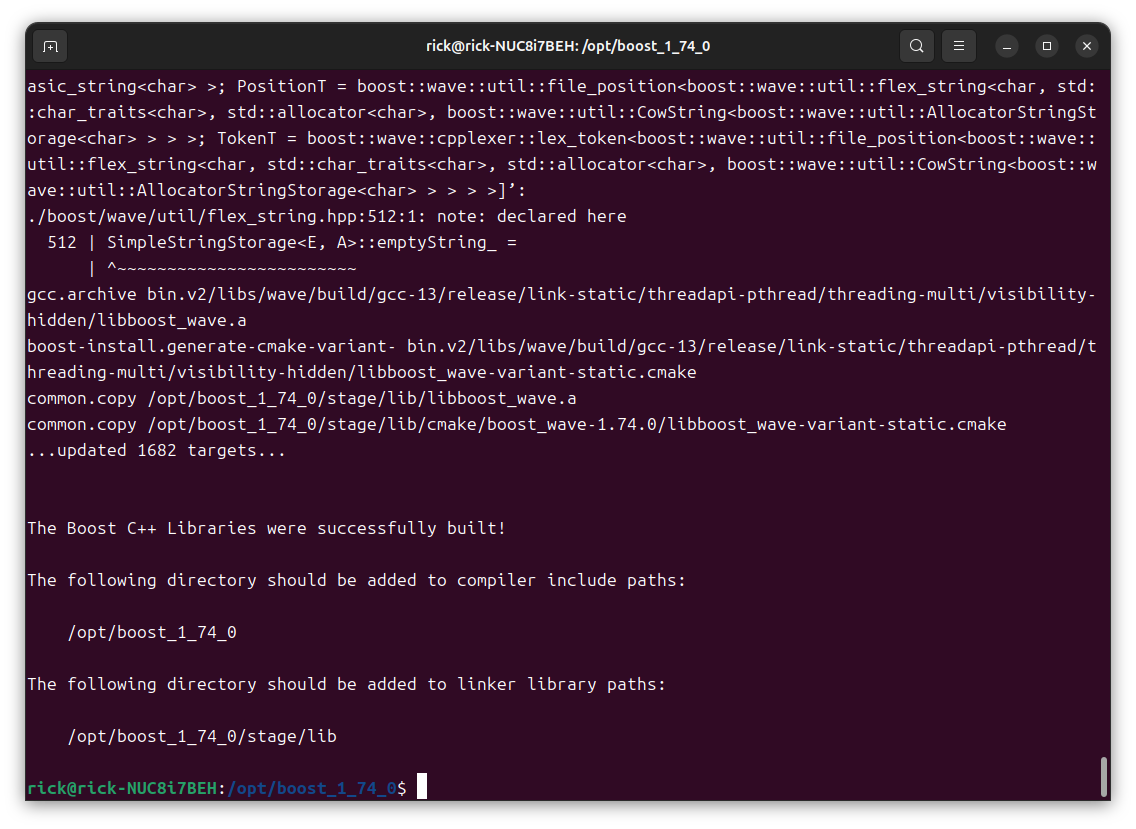 rick@rick-NUC8i7BEH: /opt/boost_1_74_0
asic_string<char> >; PositionT = boost::wave::util::file_position<boost::wave::util::flex_string<char, std:
:char_traits<char>, std::allocator<char>, boost::wave::util::CowString<boost::wave::util::AllocatorStringSt
orage<char> > > >; TokenT = boost::wave::cpplexer::lex_token<boost::wave::util::file_position<boost::wave::
util::flex_string<char, std::char_traits<char>, std::allocator<char>, boost::wave::util::CowString<boost::w
ave::util::AllocatorStringStorage<char> > > > >]’:
./boost/wave/util/flex_string.hpp:512:1: note: declared here
  512 | SimpleStringStorage<E, A>::emptyString_ =
      | ^~~~~~~~~~~~~~~~~~~~~~~~~
gcc.archive bin.v2/libs/wave/build/gcc-13/release/link-static/threadapi-pthread/threading-multi/visibility-
hidden/libboost_wave.a
boost-install.generate-cmake-variant- bin.v2/libs/wave/build/gcc-13/release/link-static/threadapi-pthread/t
hreading-multi/visibility-hidden/libboost_wave-variant-static.cmake
common.copy /opt/boost_1_74_0/stage/lib/libboost_wave.a
common.copy /opt/boost_1_74_0/stage/lib/cmake/boost_wave-1.74.0/libboost_wave-variant-static.cmake
...updated 1682 targets...
The Boost C++ Libraries were successfully built!
The following directory should be added to compiler include paths:
    /opt/boost_1_74_0
The following directory should be added to linker library paths:
    /opt/boost_1_74_0/stage/lib
rick@rick-NUC8i7BEH:/opt/boost_1_74_0$